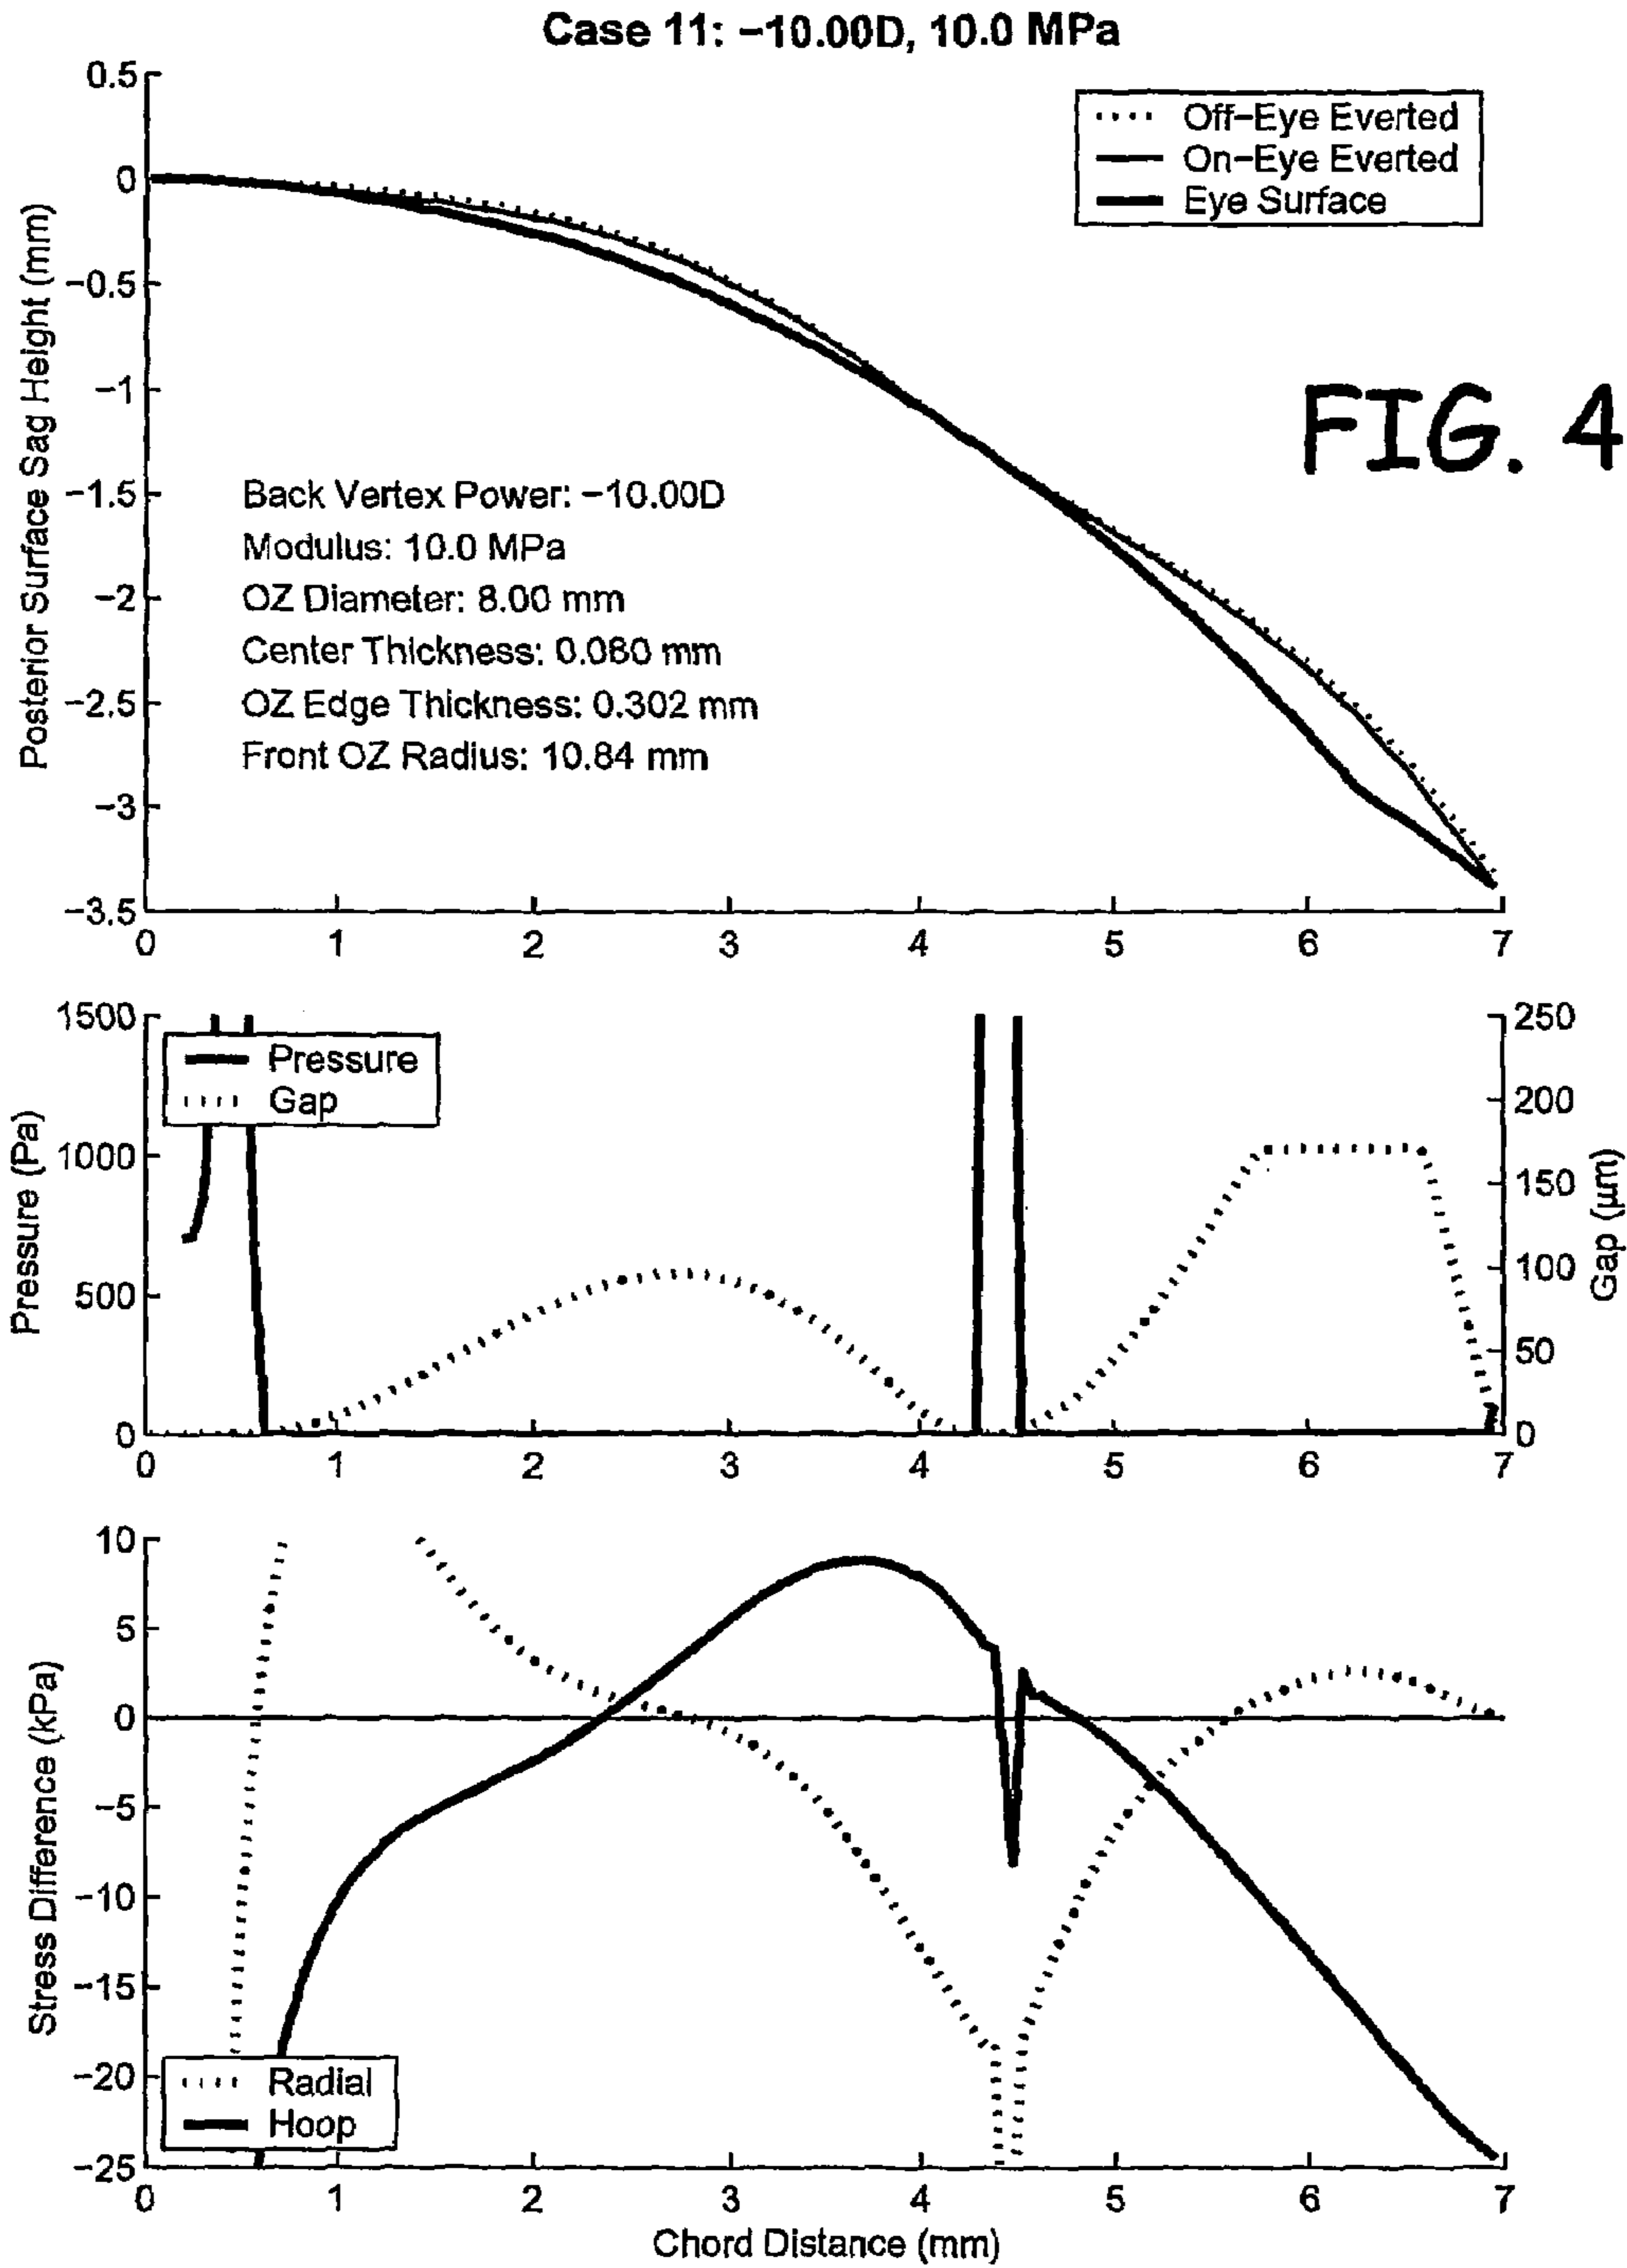 Case 11: −10.00D, 10.0 MPa
0.5
0
−0.5
−1
−1.5
−2
−2.5
−3
−3.5
Posterior Surface Sag Height (mm)
Off−Eye Everted
On−Eye Everted
Eye Surface
FIG. 4
Back Vertex Power: −10.00D
Modulus: 10.0 MPa
OZ Diameter: 8.00 mm
Center Thickness: 0.080 mm
OZ Edge Thickness: 0.302 mm
Front OZ Radius: 10.84 mm
0 1 2 3 4 5 6 7
1500
1000
500
0
Pressure (Pa)
Pressure
Gap
250
200
150
100
50
0
Gap (μm)
0 1 2 3 4 5 6 7
10
5
0
−5
−10
−15
−20
−25
Stress Difference (kPa)
Radial
Hoop
0 1 2 3 4 5 6 7
Chord Distance (mm)